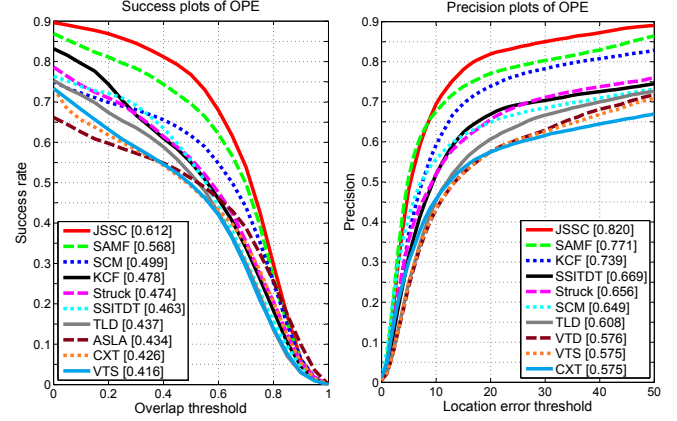 Success plots of OPE
0.9
0.8
0.7
0.6
0.5
0.4
0.3
0.2
0.1
0
Success rate
JSSC [0.612]
SAMF [0.568]
SCM [0.499]
KCF [0.478]
Struck [0.474]
SSITDT [0.463]
TLD [0.437]
ASLA [0.434]
CXT [0.426]
VTS [0.416]
0 0.2 0.4 0.6 0.8 1
Overlap threshold
Precision plots of OPE
0.9
0.8
0.7
0.6
0.5
0.4
0.3
0.2
0.1
0
Precision
JSSC [0.820]
SAMF [0.771]
KCF [0.739]
SSITDT [0.669]
Struck [0.656]
SCM [0.649]
TLD [0.608]
VTD [0.576]
VTS [0.575]
CXT [0.575]
0 10 20 30 40 50
Location error threshold